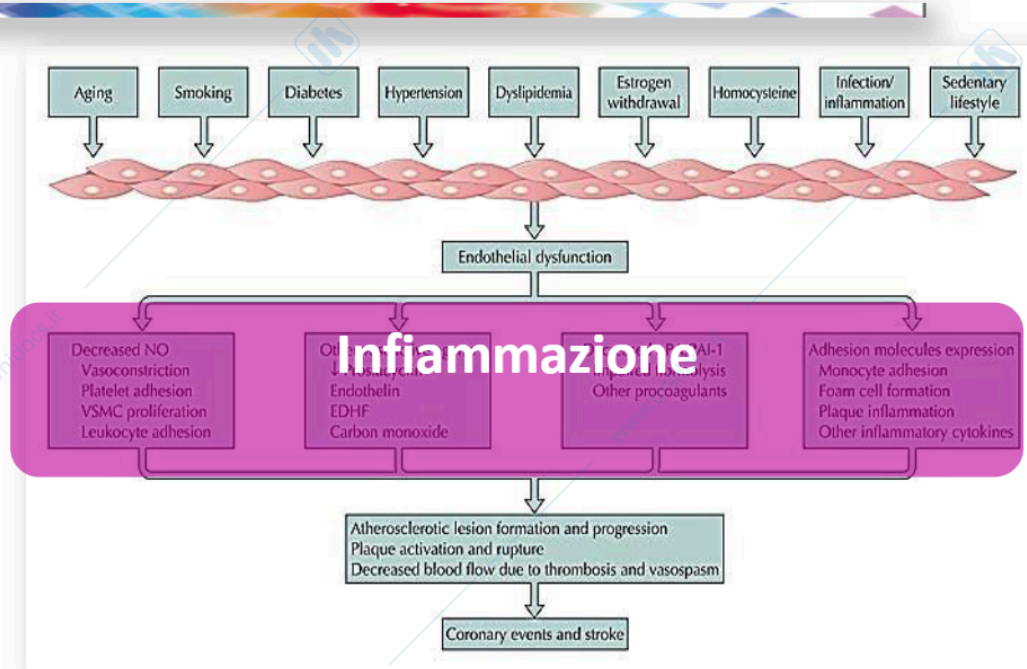 Aging
Smoking
Diabetes
Hypertension
Dyslipidemia
Estrogen
withdrawal
Homocysteine
Infection/
inflammation
Sedentary
lifestyle
Endothelial dysfunction
Infiammazione
Decreased NO
Vasoconstriction
Platelet adhesion
VSMC proliferation
Leukocyte adhesion
Endothelin
EDHF
Carbon monoxide
PAI-1
Other procoagulants
Adhesion molecules expression
Monocyte adhesion
Foam cell formation
Plaque inflammation
Other inflammatory cytokines
Atherosclerotic lesion formation and progression
Plaque activation and rupture
Decreased blood flow due to thrombosis and vasospasm
Coronary events and stroke